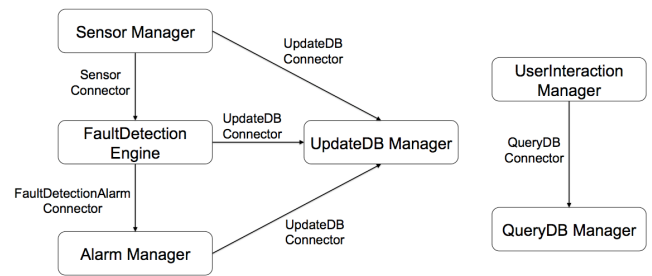 Sensor Manager
UpdateDB
Connector
Sensor
Connector
UserInteraction
Manager
FaultDetection
Engine
UpdateDB
Connector
UpdateDB Manager
QueryDB
Connector
FaultDetectionAlarm
Connector
UpdateDB
Connector
Alarm Manager
QueryDB Manager